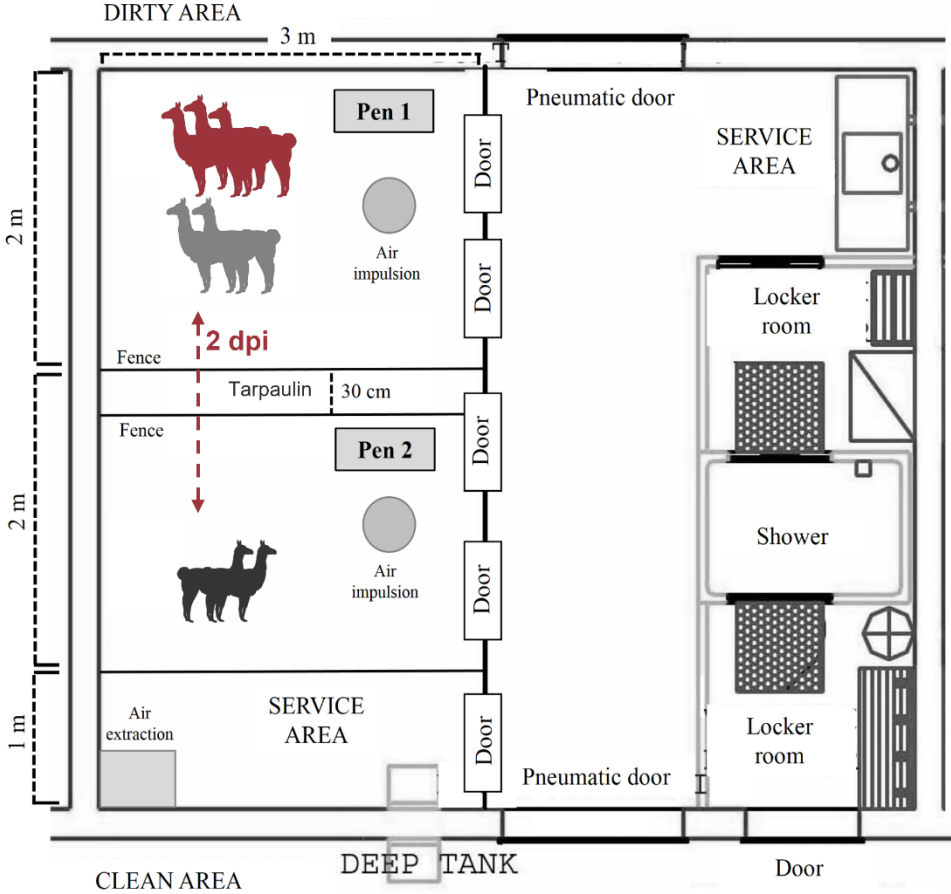 DIRTY AREA
3 m
Pen 1
Pneumatic door
SERVICE
AREA
Door
2 m
Air
impulsion
Door
Locker
room
2 dpi
Fence
Tarpaulin
30 cm
Door
Fence
Pen 2
2 m
Shower
Air
impulsion
Door
SERVICE
AREA
Air
extraction
1 m
Door
Locker
room
Pneumatic door
DEEP TANK
Door
CLEAN AREA